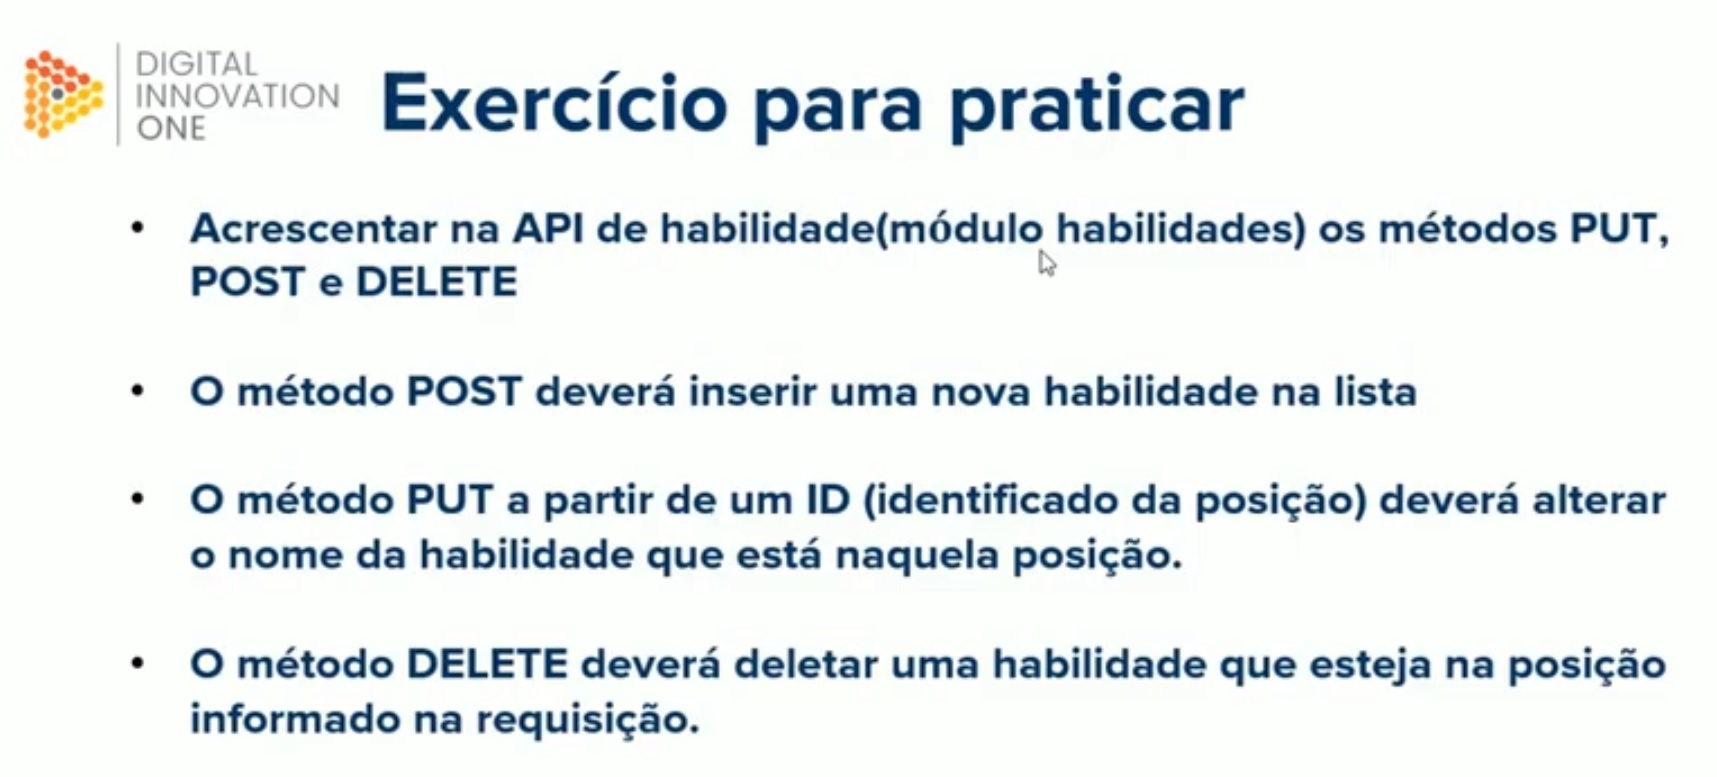 DIGITAL
INNOVATION
ONE
Exercício para praticar
• Acrescentar na API de habilidade(módulo habilidades) os métodos PUT,
POST e DELETE
• O método POST deverá inserir uma nova habilidade na lista
• O método PUT a partir de um ID (identificado da posição) deverá alterar
o nome da habilidade que está naquela posição.
• O método DELETE deverá deletar uma habilidade que esteja na posição
informado na requisição.